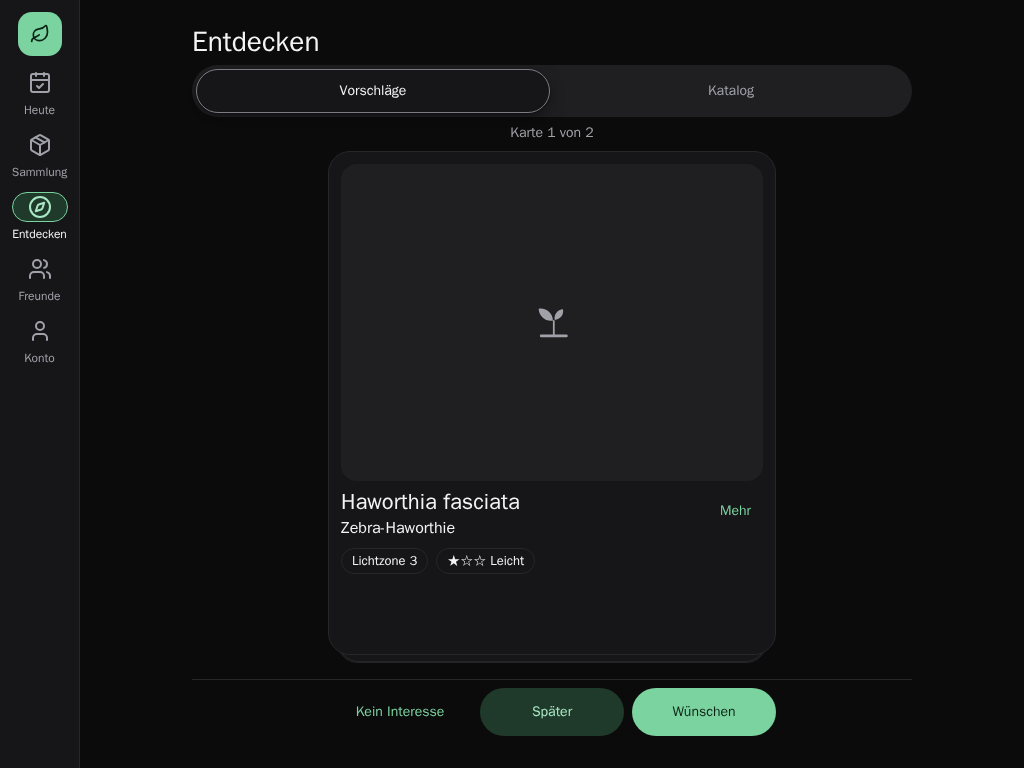 Entdecken
Vorschläge
Katalog
Heute
Sammlung
Entdecken
Freunde
Konto
Karte 1 von 2
Haworthia fasciata
Zebra-Haworthie
Mehr
Lichtzone 3
★☆☆ Leicht
Kein Interesse
Später
Wünschen